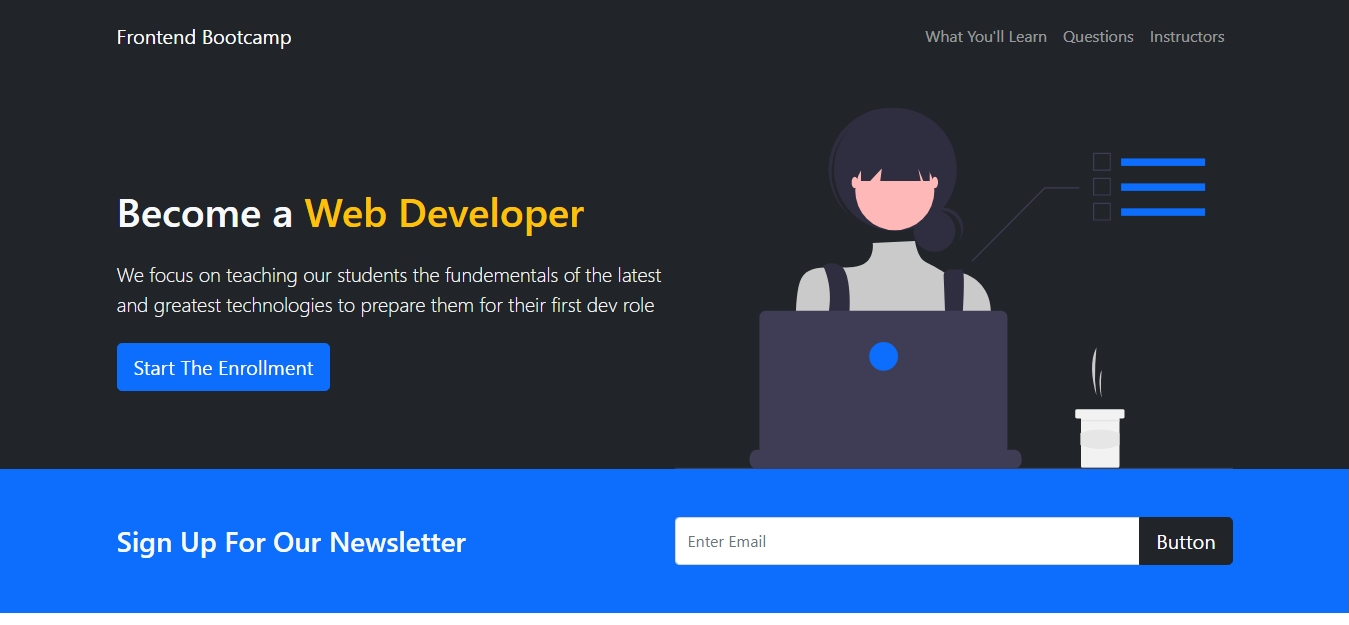 Frontend Bootcamp
What You'll Learn Questions Instructors
Become a Web Developer
We focus on teaching our students the fundementals of the latest
and greatest technologies to prepare them for their first dev role
Start The Enrollment
Sign Up For Our Newsletter
Enter Email
Button